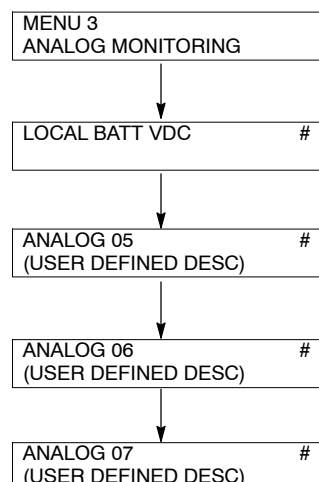 MENU 3
ANALOG MONITORING
LOCAL BATT VDC #
ANALOG 05 #
(USER DEFINED DESC)
ANALOG 06 #
(USER DEFINED DESC)
ANALOG 07 #
(USER DEFINED DESC)